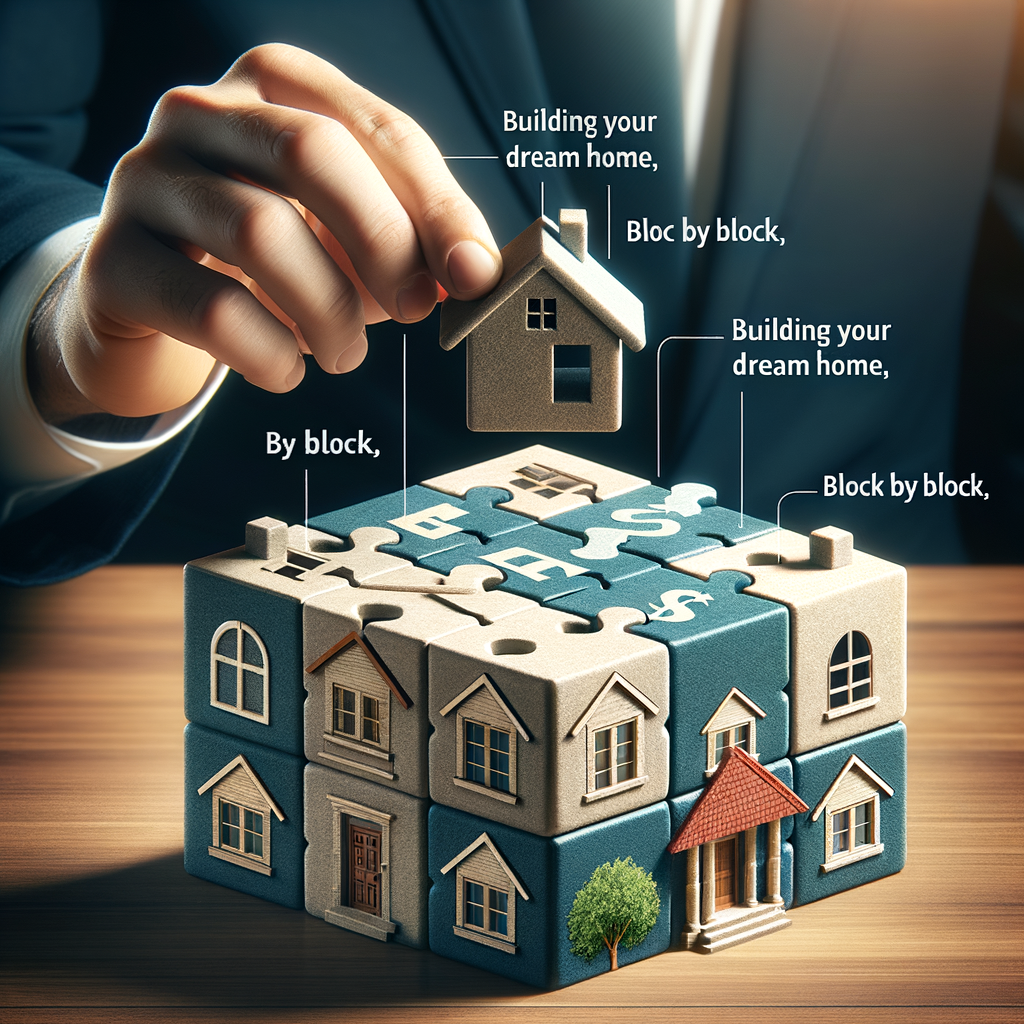 Building your
dream home,
Bloc by block,
Building your
dream home,
By block,
Block by block,
A
$